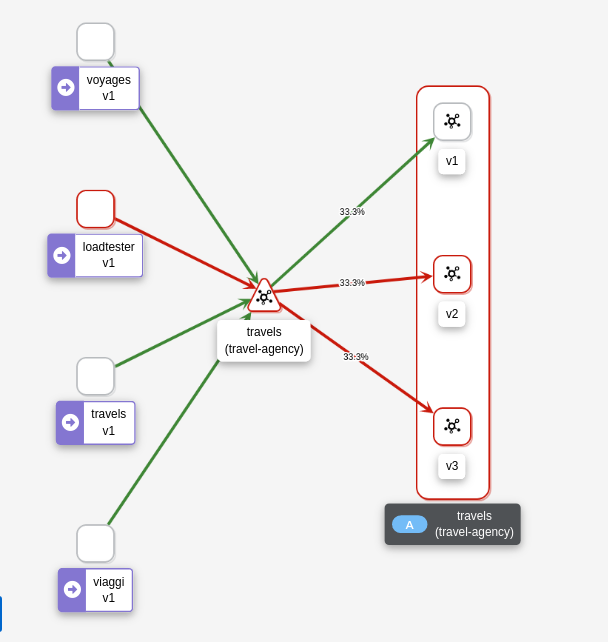 voyages
v1
loadtester
v1
travels
v1
viaggi
v1
travels
(travel-agency)
33.3%
33.3%
33.3%
v1
v2
v3
A
travels
(travel-agency)